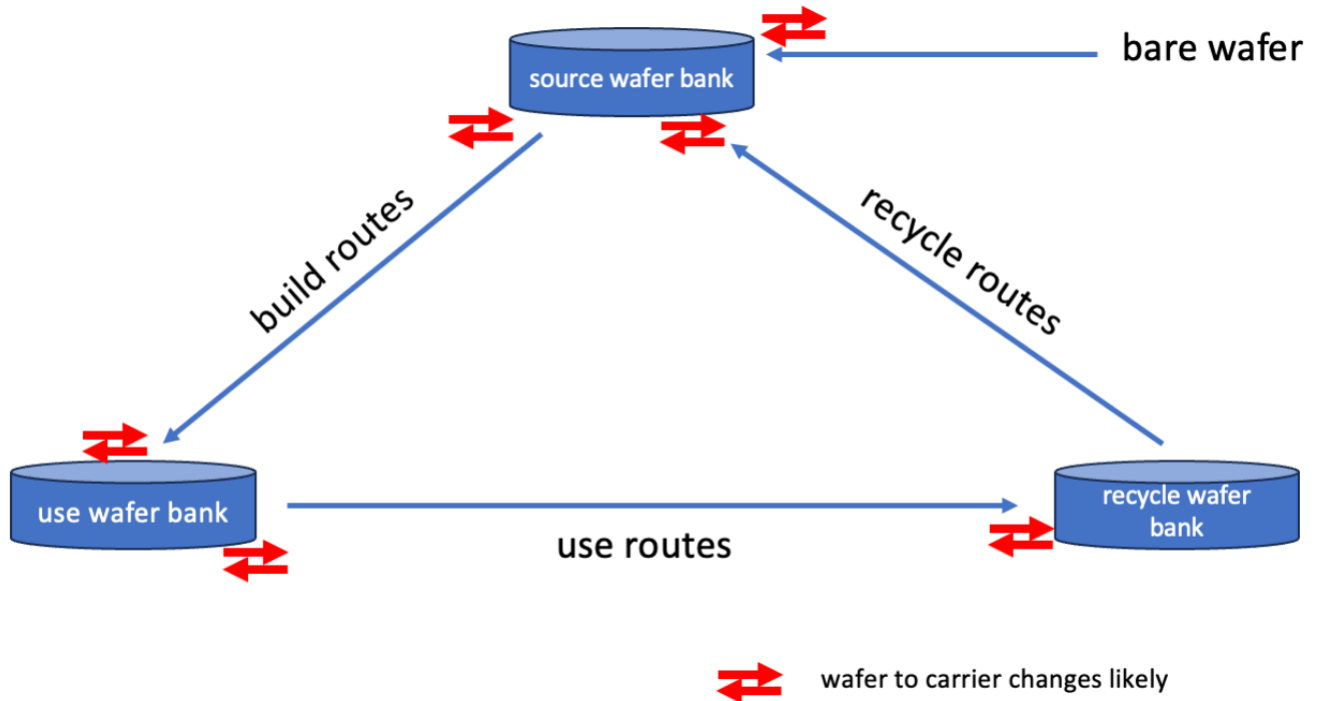 source wafer bank
bare wafer
build routes
recycle routes
use wafer bank
use routes
recycle wafer
bank
wafer to carrier changes likely